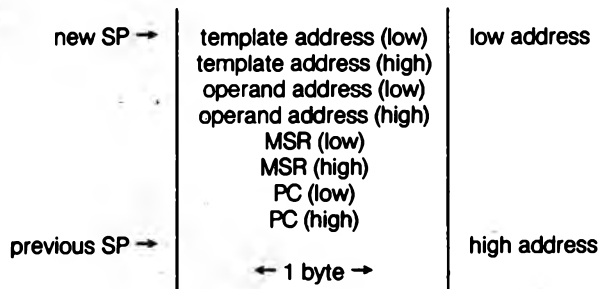 new SP → template address (low) low address
template address (high)
operand address (low)
operand address (high)
MSR (low)
MSR (high)
PC (low)
PC (high)
previous SP → high address
← 1 byte →